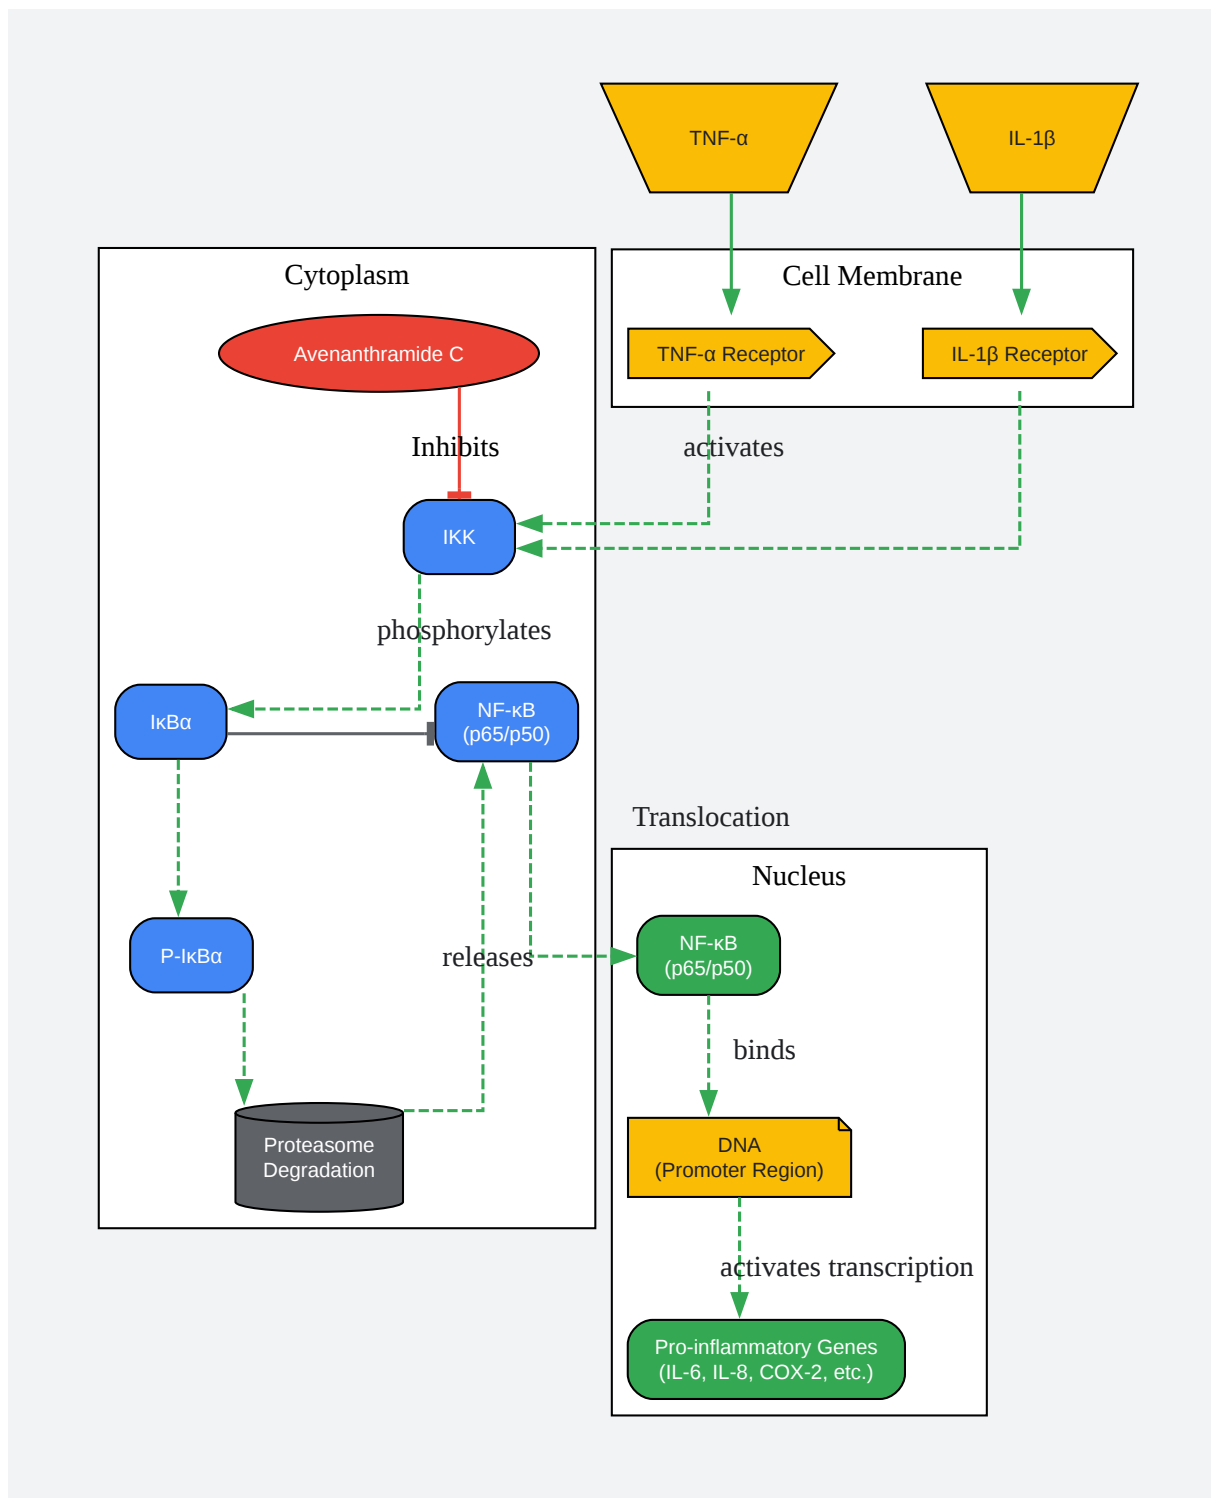 TNF-α
IL-1β
Cytoplasm
Cell Membrane
Avenanthramide C
TNF-α Receptor
IL-1β Receptor
Inhibits
activates
IKK
phosphorylates
IκBα
NF-κB
(p65/p50)
Translocation
Nucleus
P-IκBα
releases
NF-κB
(p65/p50)
binds
Proteasome
Degradation
DNA
(Promoter Region)
activates transcription
Pro-inflammatory Genes
(IL-6, IL-8, COX-2, etc.)